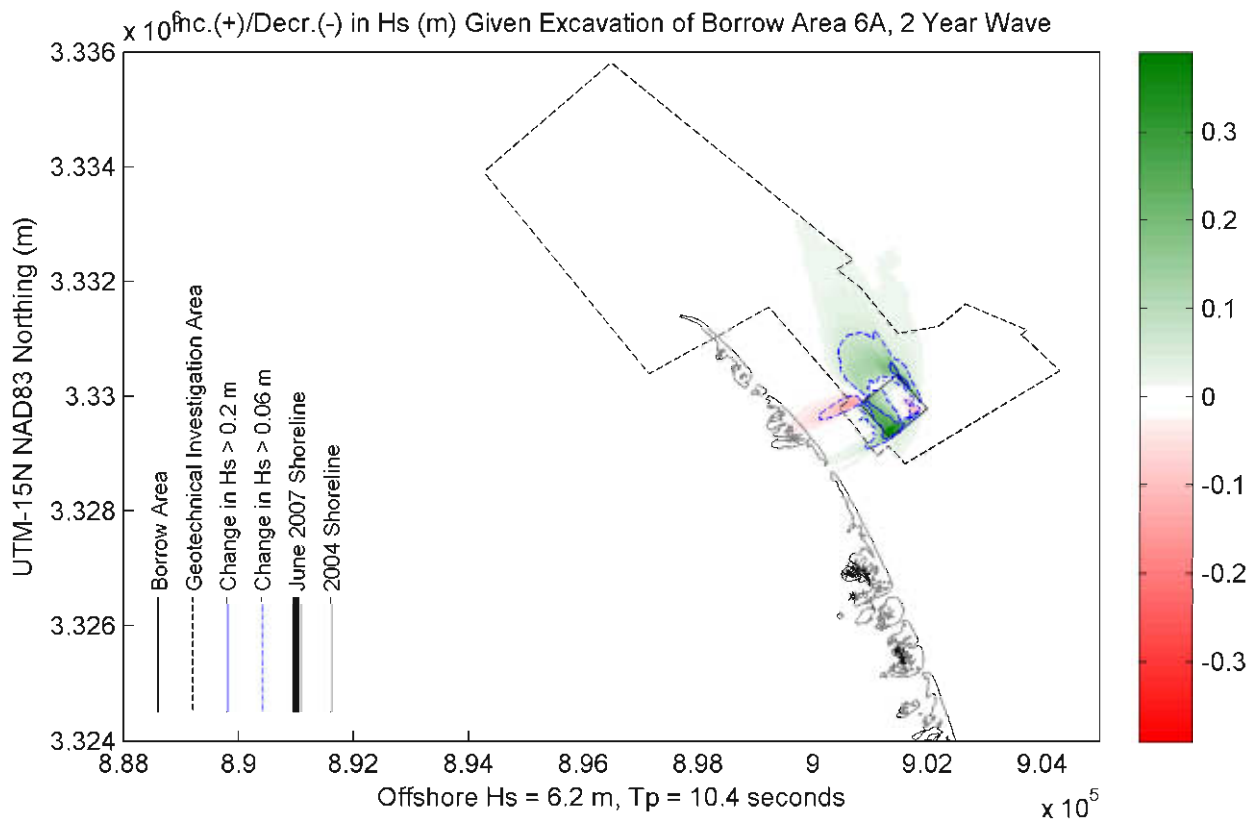 x 10^6 Inc.(+)/Decr.(-) in Hs (m) Given Excavation of Borrow Area 6A, 2 Year Wave
3.336
3.334
3.332
3.33
3.328
3.326
3.324
UTM-15N NAD83 Northing (m)
Borrow Area
Geotechnical Investigation Area
Change in Hs > 0.2 m
Change in Hs > 0.06 m
June 2007 Shoreline
2004 Shoreline
8.88 8.9 8.92 8.94 8.96 8.98 9 9.02 9.04
Offshore Hs = 6.2 m, Tp = 10.4 seconds
x 10^5
0.3
0.2
0.1
0
-0.1
-0.2
-0.3